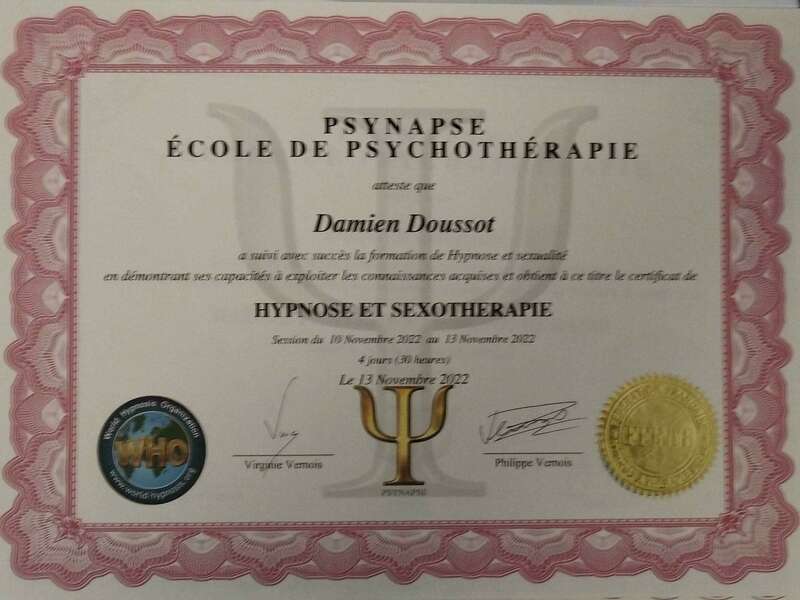 PSYNAPSE
ÉCOLE DE PSYCHOTHÉRAPIE
atteste que
Damien Doussot
a suivi avec succès la formation de Hypnose et sexualité
en démontrant ses capacités à exploiter les connaissances acquises et obtient à ce titre le certificat de
HYPNOSE ET SEXOTHERAPIE
Session du 10 Novembre 2022 au 13 Novembre 2022
4 jours (30 heures)
Le 13 Novembre 2022
World Hypnosis Organization
WHO
www.world-hypnosis.org
Virginie Vernois
PSYNAPSE
Philippe Vernois